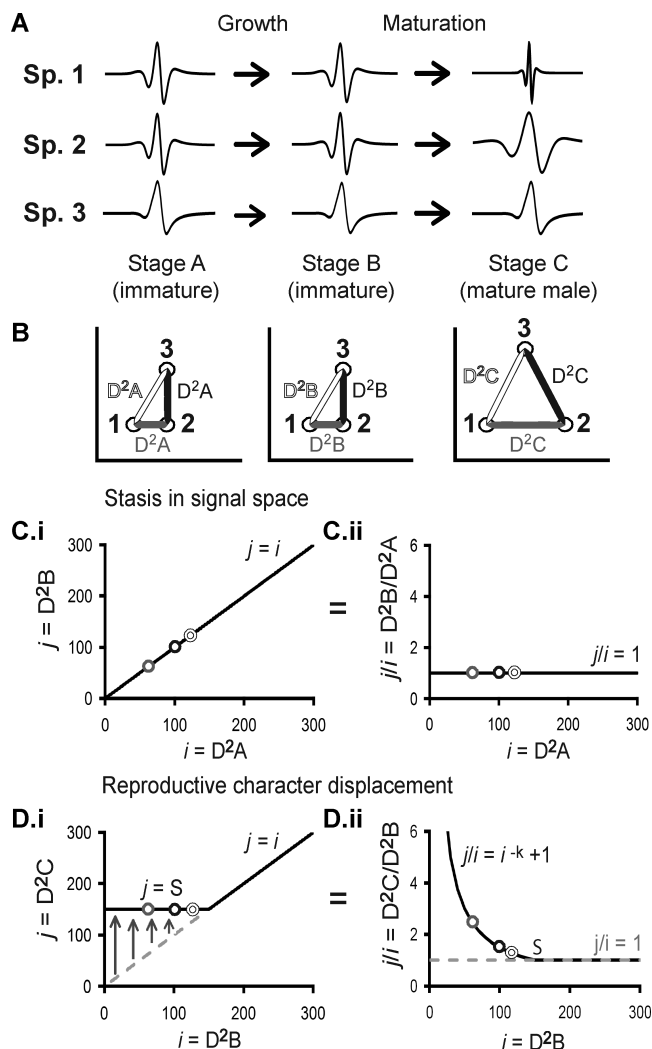 A
Growth Maturation
Sp. 1
Sp. 2
Sp. 3
Stage A Stage B Stage C
(immature) (immature) (mature male)
B
3 3 3
D²A D²A D²B D²B D²C D²C
1 2 1 2 1 2
D²A D²B D²C
Stasis in signal space
C.i C.ii
300 j = i
200
100
0
0 100 200 300
j = D²B
i = D²A
=
6
4
2
0
j/i = 1
0 100 200 300
j/i = D²B/D²A
i = D²A
Reproductive character displacement
D.i D.ii
300 j = i
200
j = S
100
0
0 100 200 300
j = D²C
i = D²B
=
6
j/i = i -k +1
4
2
S j/i = 1
0
0 100 200 300
j/i = D²C/D²B
i = D²B